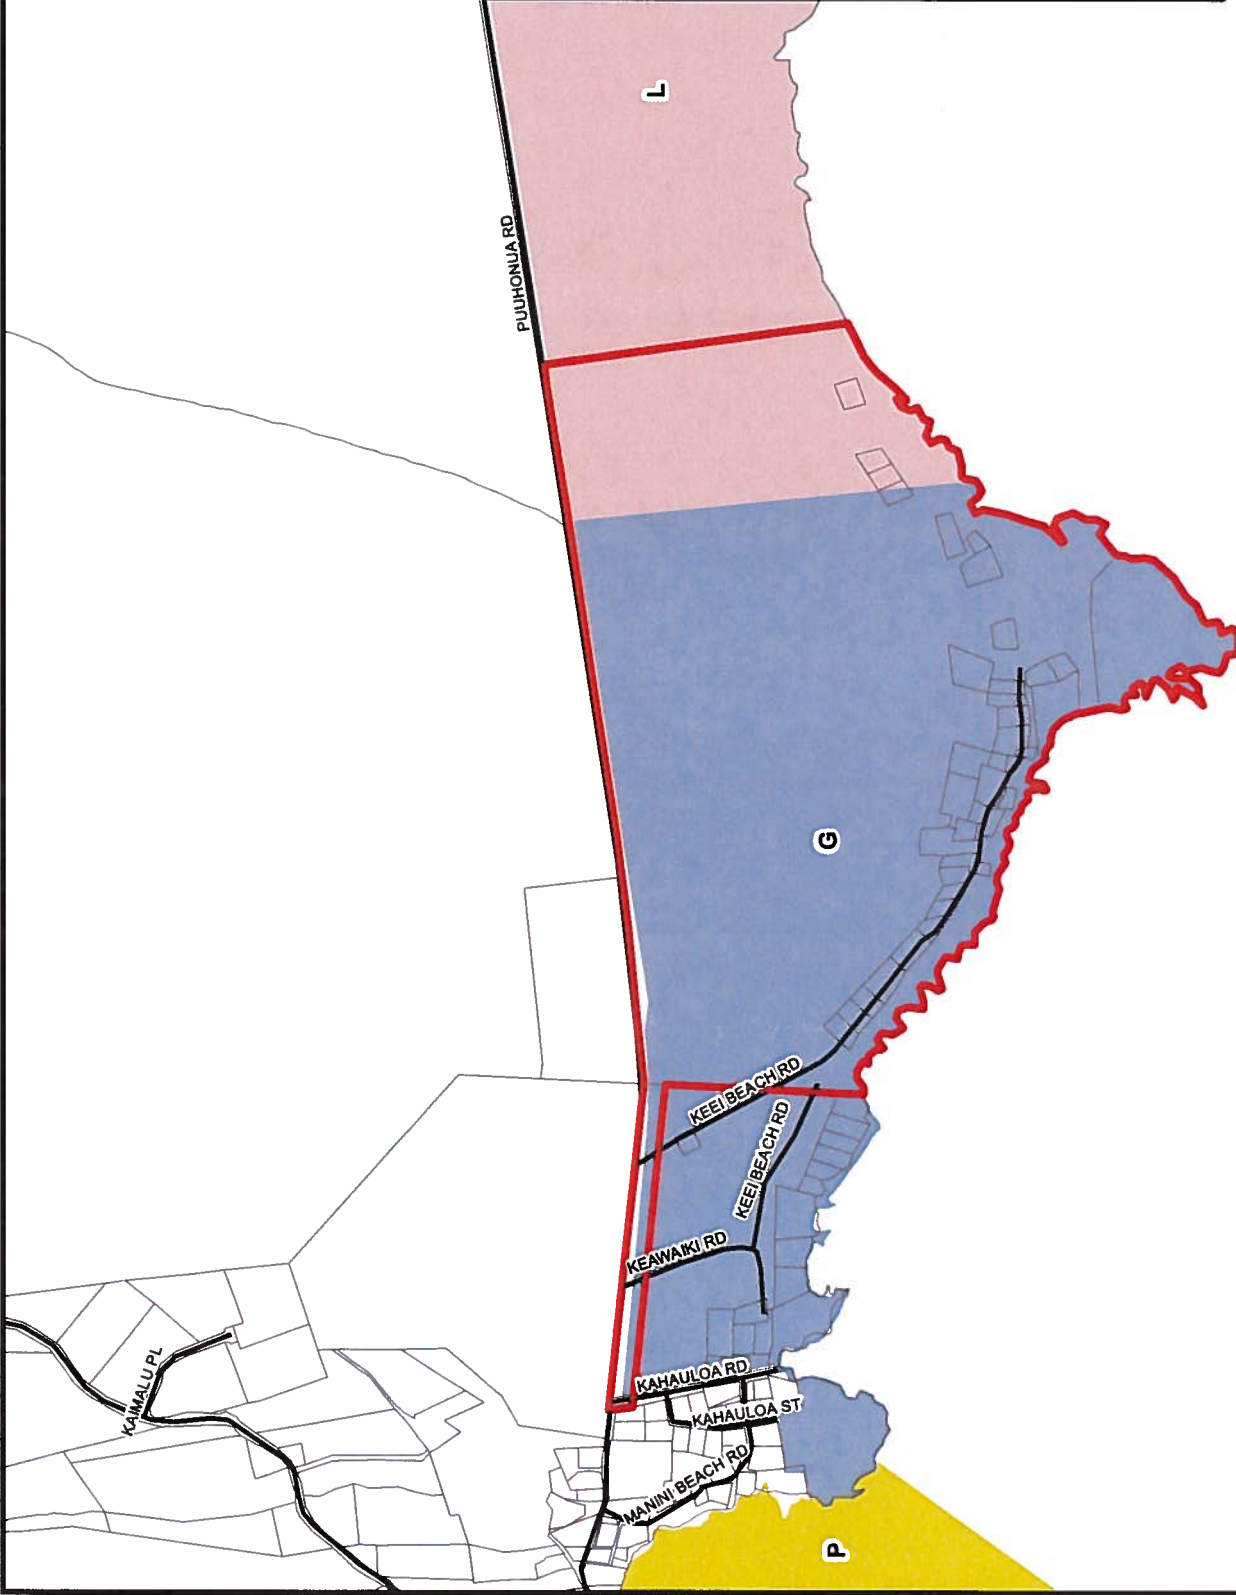 L
PUUHONUA RD
G
KEEI BEACH RD
KEEI BEACH RD
KEAWAIKI RD
KAIMALU PL
KAHAULOA RD
KAHAULOA ST
MANINI BEACH RD
P